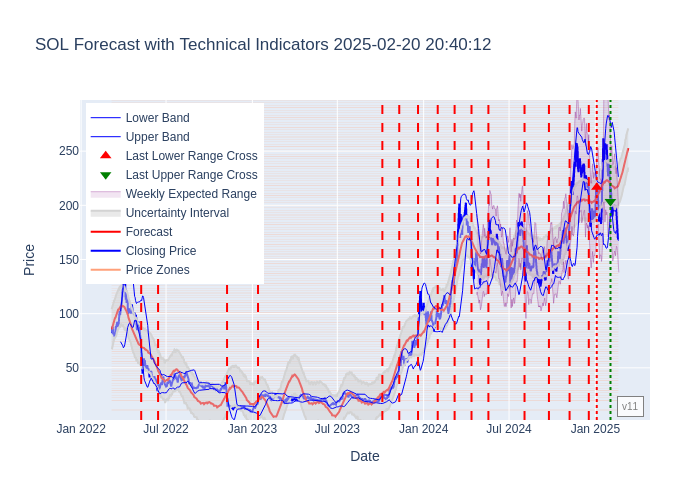 SOL Forecast with Technical Indicators 2025-02-20 20:40:12
Lower Band
Upper Band
Last Lower Range Cross
Last Upper Range Cross
Weekly Expected Range
Uncertainty Interval
Forecast
Closing Price
Price Zones
250
200
150
100
50
Price
Jan 2022
Jul 2022
Jan 2023
Jul 2023
Jan 2024
Jul 2024
Jan 2025
Date
v11